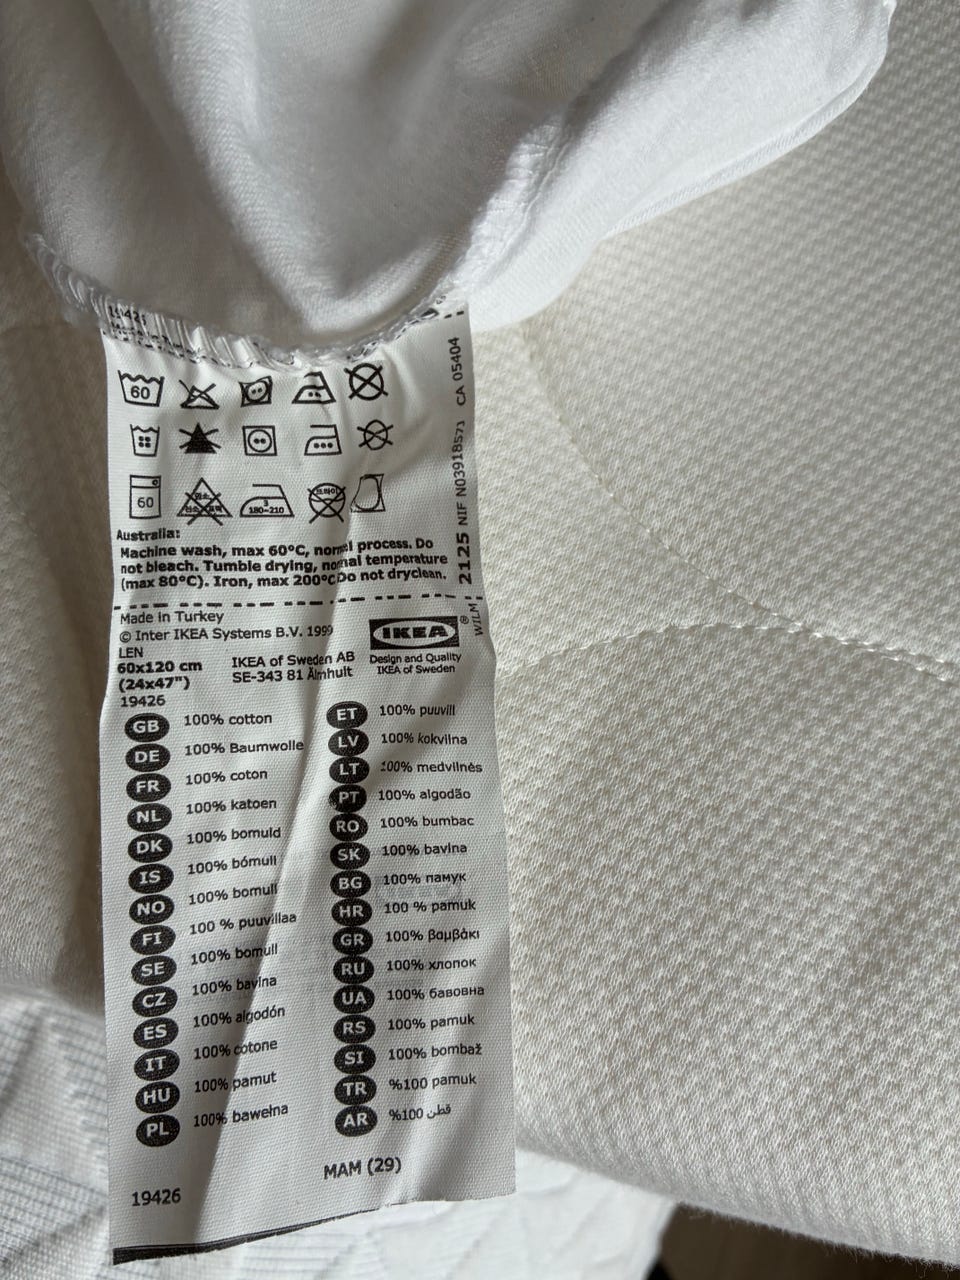 1942
60
60
3
180-210
CA 05404
2125 NIF N0391857J
Australia:
Machine wash, max 60°C, normal process. Do
not bleach. Tumble drying, normal temperature
(max 80°C). Iron, max 200°C Do not dryclean.
Made in Turkey
© Inter IKEA Systems B.V. 1999
LEN
60x120 cm
(24x47")
19426
IKEA of Sweden AB
SE-343 81 Älmhult
IKEA®
Design and Quality
IKEA of Sweden
WILM
GB 100% cotton
DE 100% Baumwolle
FR 100% coton
NL 100% katoen
DK 100% bomuld
IS 100% bómull
NO 100% bomull
FI 100 % puuvillaa
SE 100% bomull
CZ 100% bavlna
ES 100% algodón
IT 100% cotone
HU 100% pamut
PL 100% bawełna
ET 100% puuvill
LV 100% kokvilna
LT 100% medvilnės
PT 100% algodão
RO 100% bumbac
SK 100% bavlna
BG 100% памук
HR 100 % pamuk
GR 100% βαμβάκι
RU 100% хлопок
UA 100% бавовна
RS 100% pamuk
SI 100% bombaž
TR %100 pamuk
AR %100 قطن
MAM (29)
19426